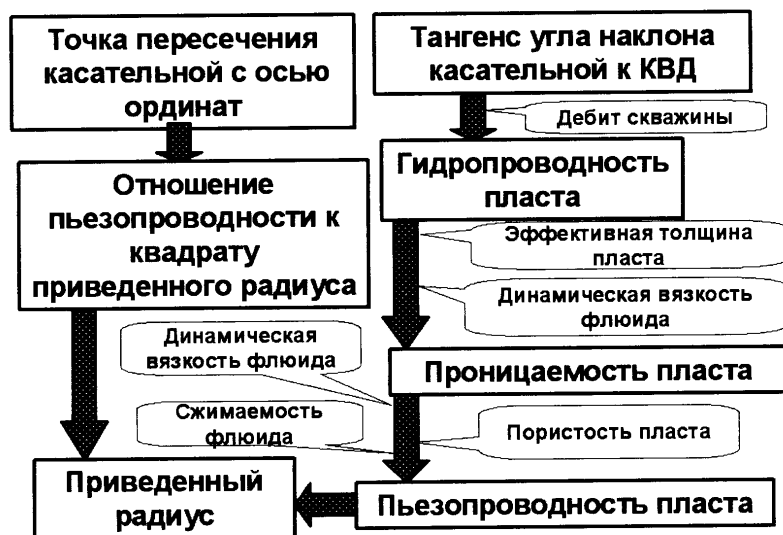 Точка пересечения
касательной с осью
ординат
Тангенс угла наклона
касательной к КВД
Дебит скважины
Отношение
пьезопроводности к
квадрату
приведенного радиуса
Гидропроводность
пласта
Эффективная толщина
пласта
Динамическая вязкость
флюида
Динамическая
вязкость флюида
Проницаемость пласта
Сжимаемость
флюида
Пористость пласта
Приведенный
радиус
Пьезопроводность пласта